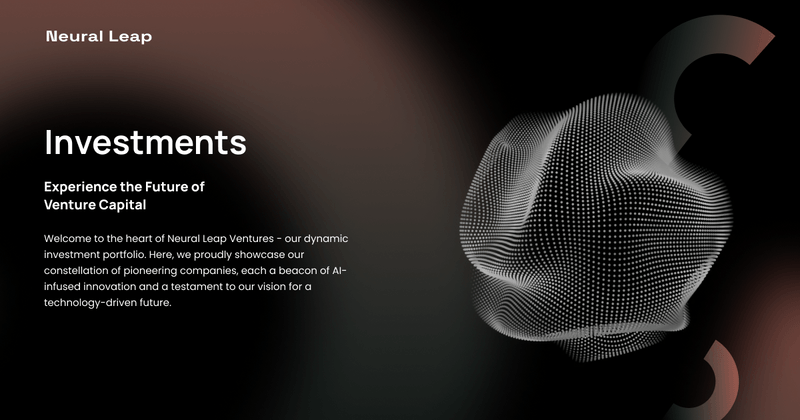 Neural Leap
Investments
Experience the Future of
Venture Capital
Welcome to the heart of Neural Leap Ventures - our dynamic
investment portfolio. Here, we proudly showcase our
constellation of pioneering companies, each a beacon of AI-
infused innovation and a testament to our vision for a
technology-driven future.